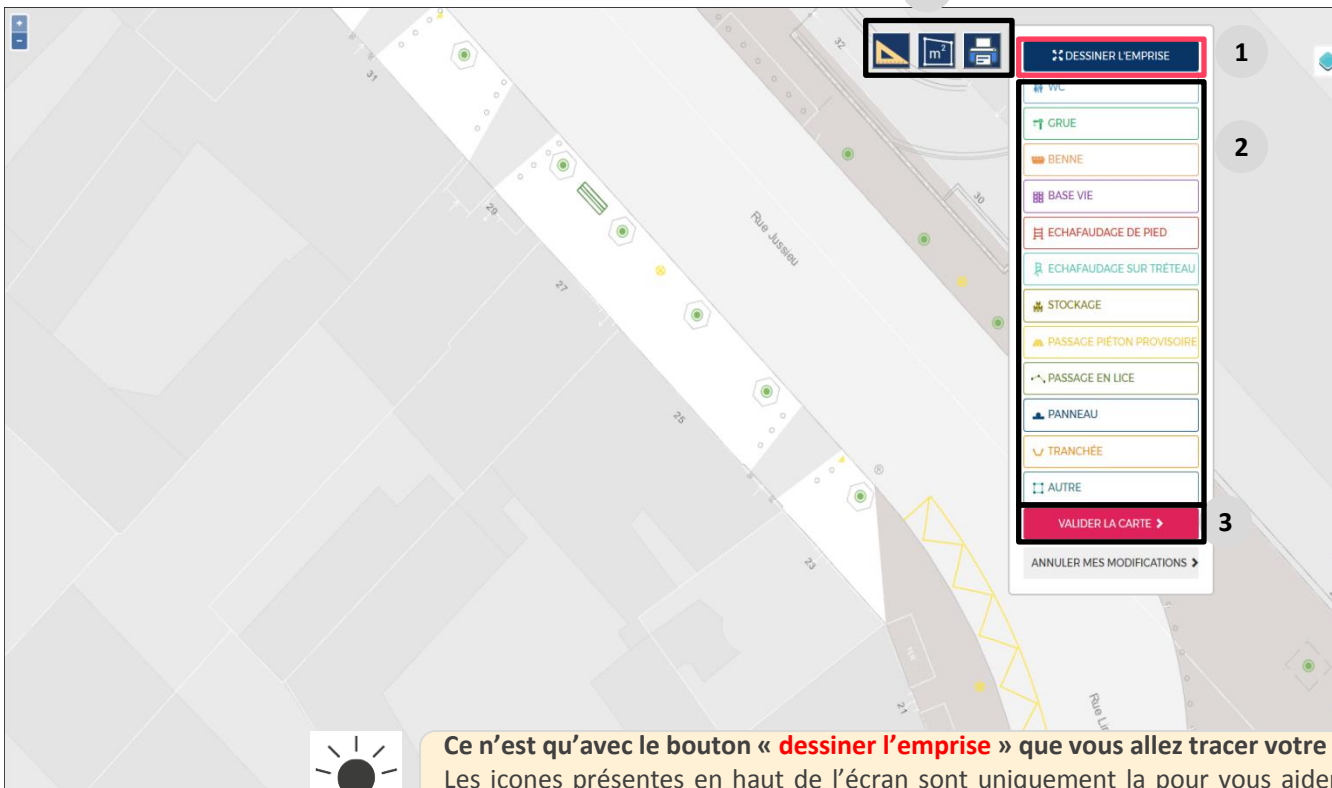 +
-
m²
DESSINER L'EMPRISE
1
WC
GRUE
2
BENNE
BASE VIE
ECHAFAUDAGE DE PIED
ECHAFAUDAGE SUR TRÉTEAU
STOCKAGE
PASSAGE PIÉTON PROVISOIRE
PASSAGE EN LICE
PANNEAU
TRANCHÉE
AUTRE
VALIDER LA CARTE
3
ANNULER MES MODIFICATIONS
32
31
30
29
Rue Jussieu
27
25
®
23
21
Rue
Ce n'est qu'avec le bouton « dessiner l'emprise » que vous allez tracer votre
Les icones présentes en haut de l'écran sont uniquement la pour vous aider